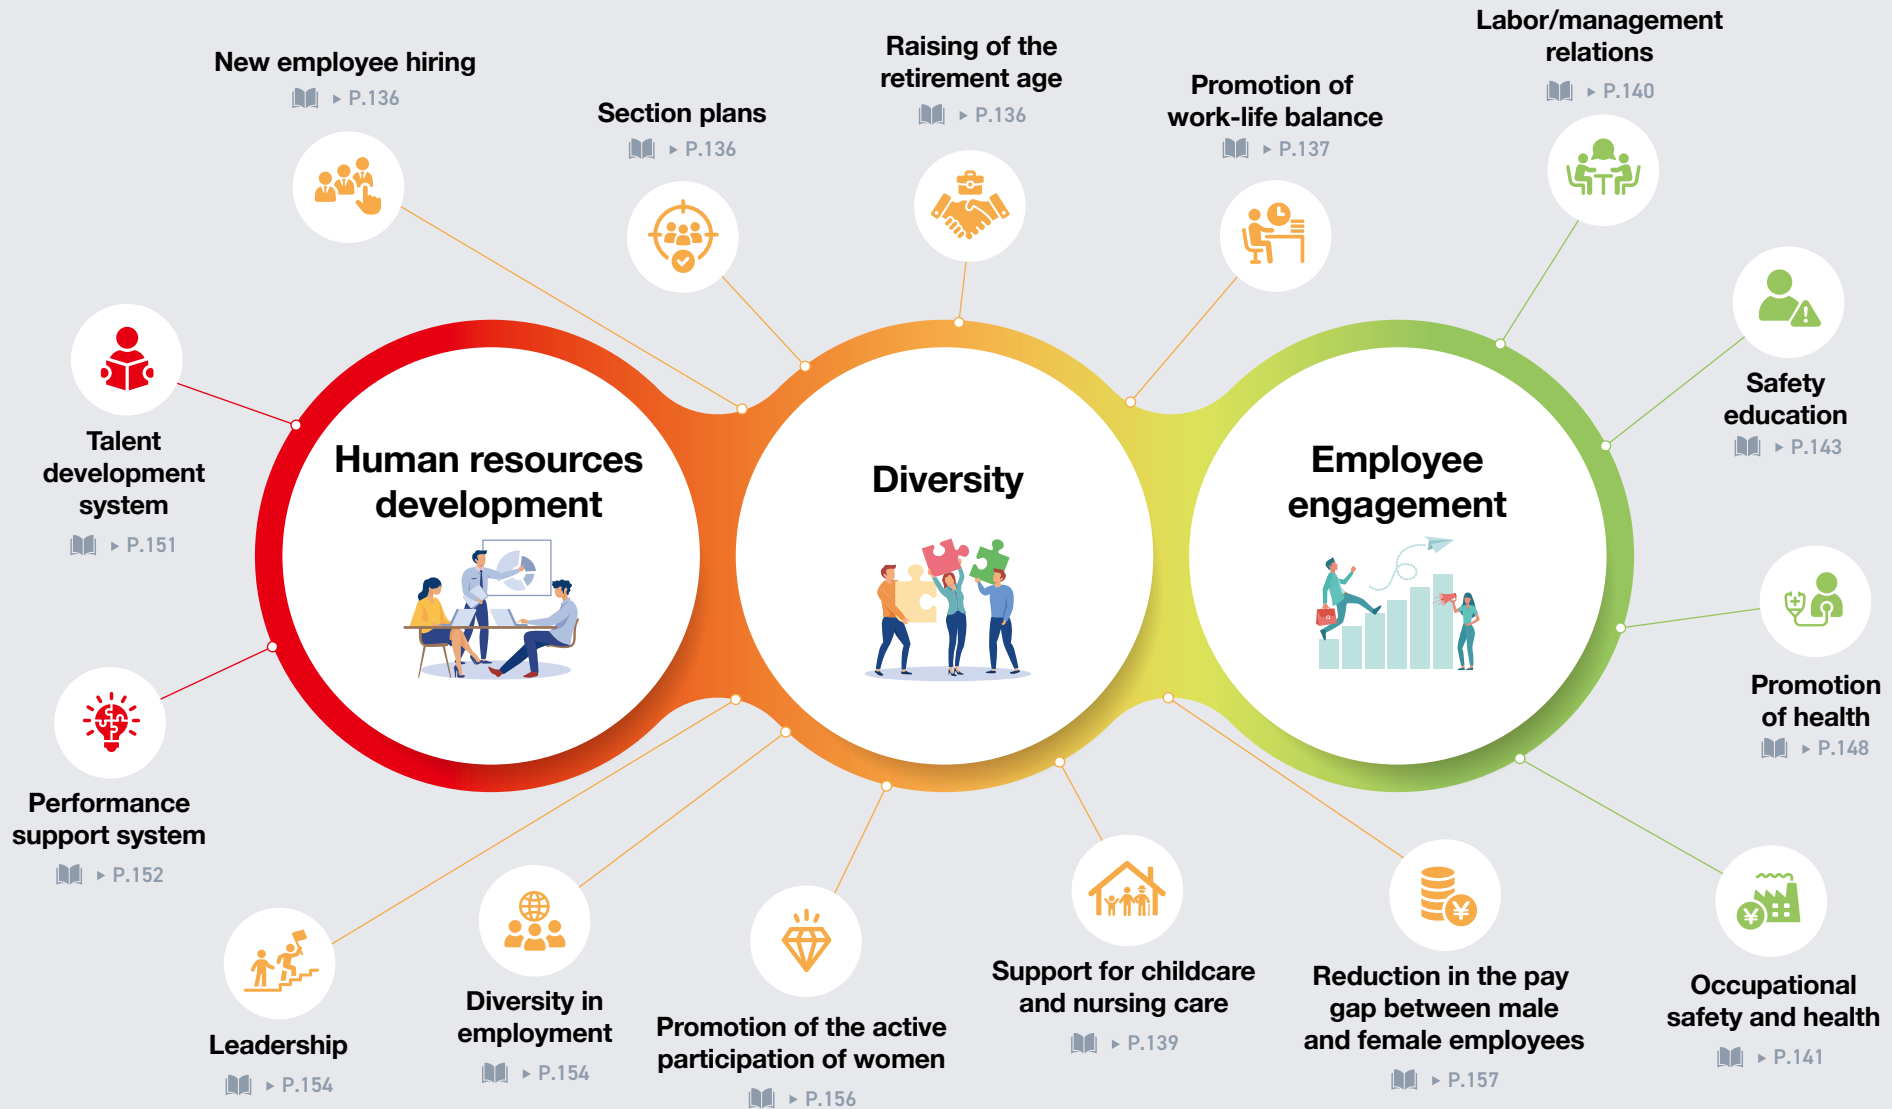 New employee hiring
▸ P.136
Section plans
▸ P.136
Raising of the
retirement age
▸ P.136
Promotion of
work-life balance
▸ P.137
Labor/management
relations
▸ P.140
Safety
education
▸ P.143
Talent
development
system
▸ P.151
Human resources
development
Diversity
Employee
engagement
Promotion
of health
▸ P.148
Performance
support system
▸ P.152
Leadership
▸ P.154
Diversity in
employment
▸ P.154
Promotion of the active
participation of women
▸ P.156
Support for childcare
and nursing care
▸ P.139
¥
Reduction in the pay
gap between male
and female employees
▸ P.157
¥
Occupational
safety and health
▸ P.141